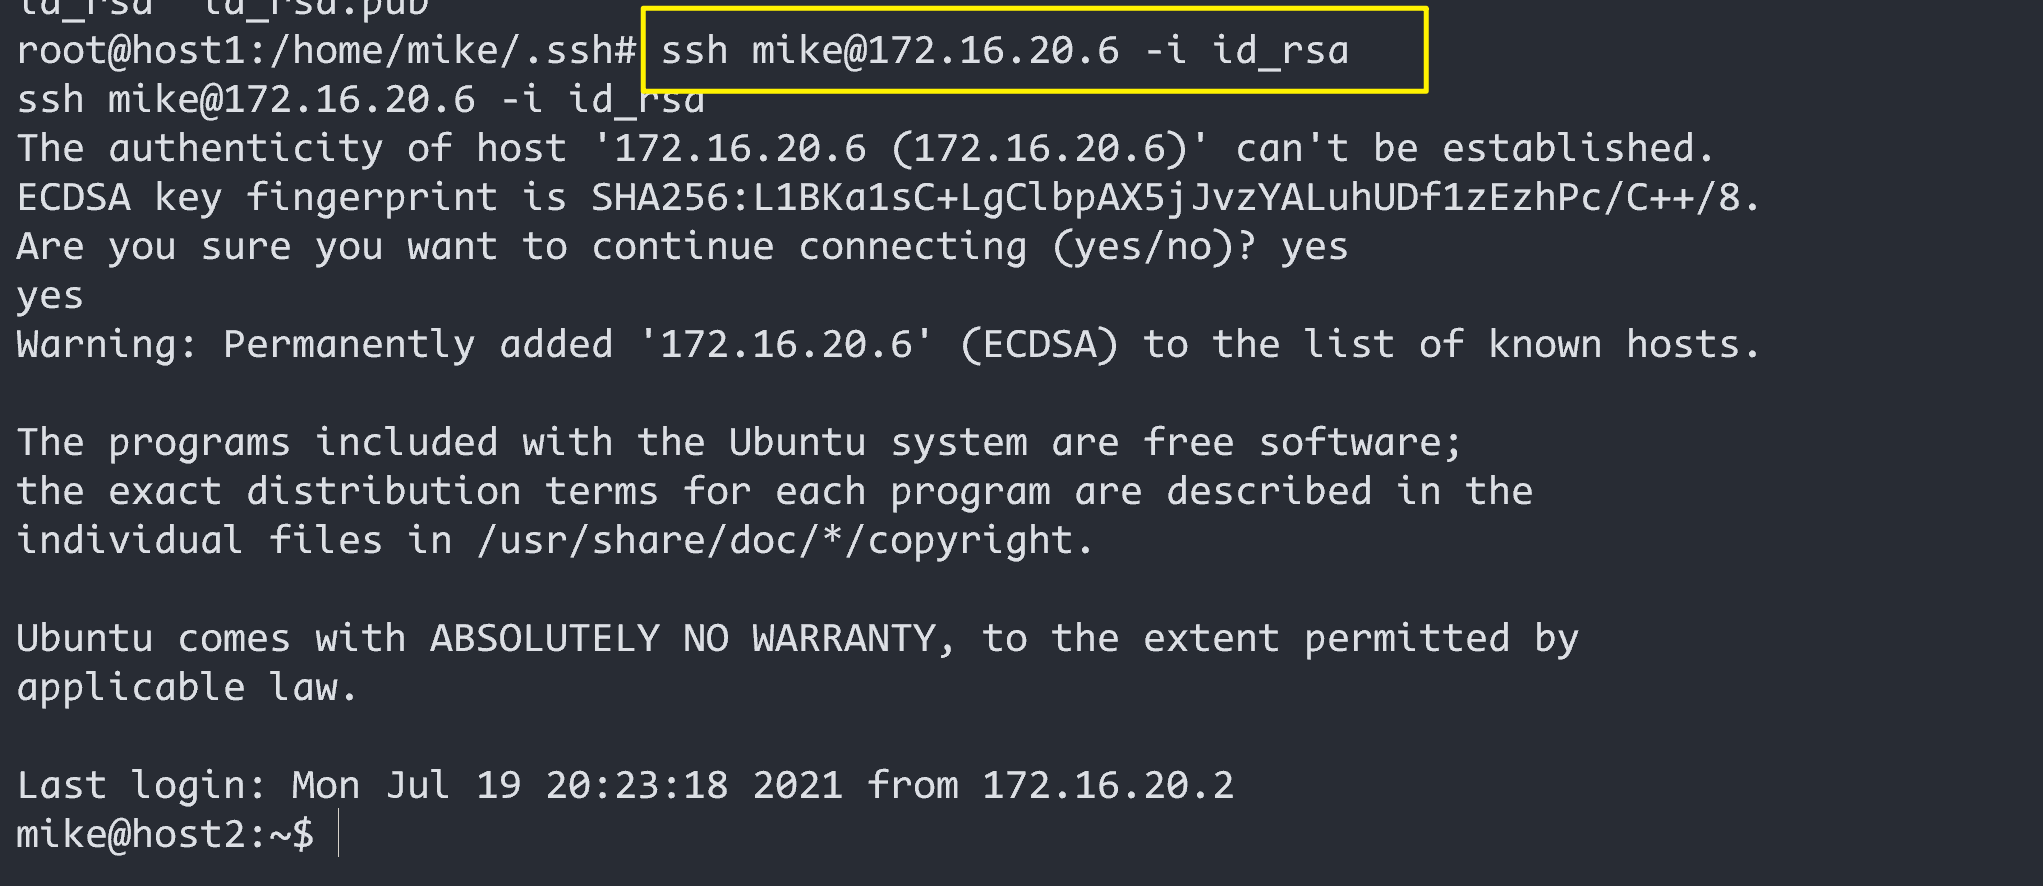 id_rsa  id_rsa.pub
root@host1:/home/mike/.ssh# ssh mike@172.16.20.6 -i id_rsa
ssh mike@172.16.20.6 -i id_rsa
The authenticity of host '172.16.20.6 (172.16.20.6)' can't be established.
ECDSA key fingerprint is SHA256:L1BKa1sC+LgClbpAX5jJvzYALuhUDf1zEzhPc/C++/8.
Are you sure you want to continue connecting (yes/no)? yes
yes
Warning: Permanently added '172.16.20.6' (ECDSA) to the list of known hosts.

The programs included with the Ubuntu system are free software;
the exact distribution terms for each program are described in the
individual files in /usr/share/doc/*/copyright.

Ubuntu comes with ABSOLUTELY NO WARRANTY, to the extent permitted by
applicable law.

Last login: Mon Jul 19 20:23:18 2021 from 172.16.20.2
mike@host2:~$